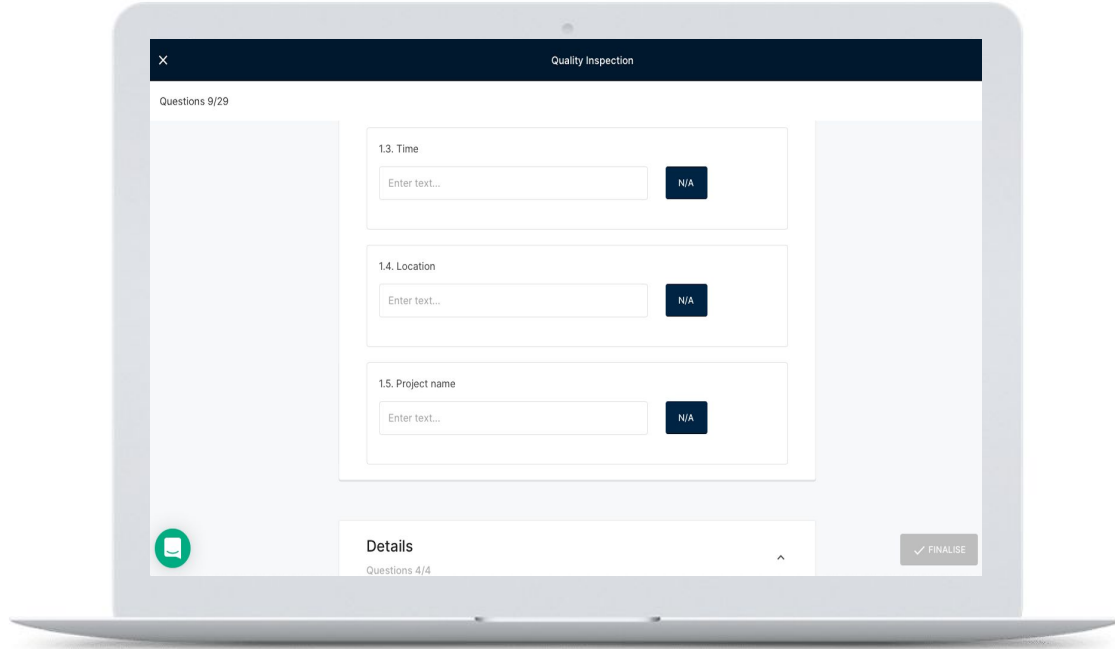 Quality Inspection
Questions 9/29
1.3. Time
Enter text...
N/A
1.4. Location
Enter text...
N/A
1.5. Project name
Enter text...
N/A
Details
Questions 4/4
FINALISE